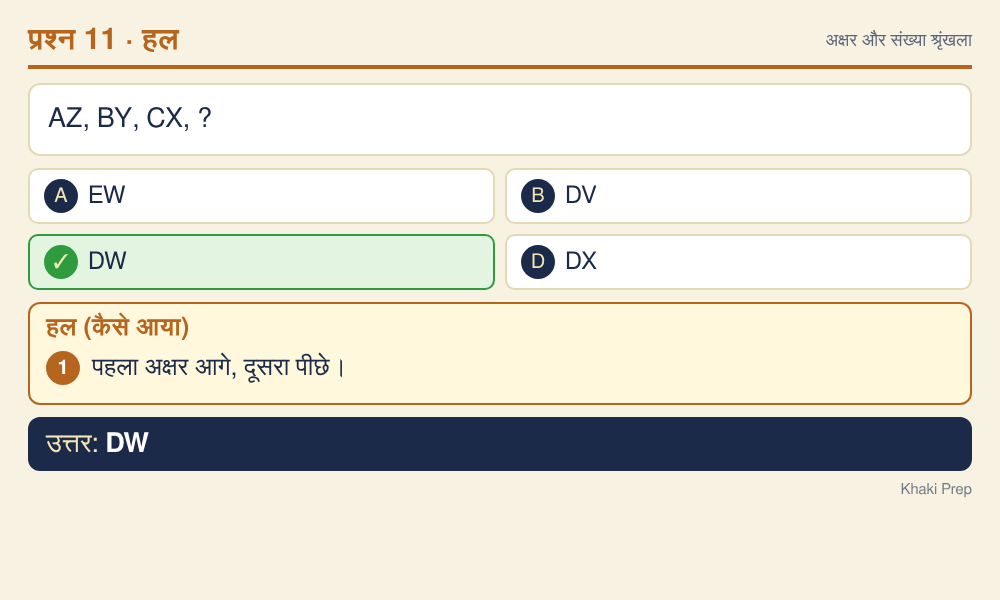 प्रश्न 11 · हल
अक्षर और संख्या श्रृंखला
AZ, BY, CX, ?
A EW
B DV
✓ DW
D DX
हल (कैसे आया)
1 पहला अक्षर आगे, दूसरा पीछे।
उत्तर: DW
Khaki Prep